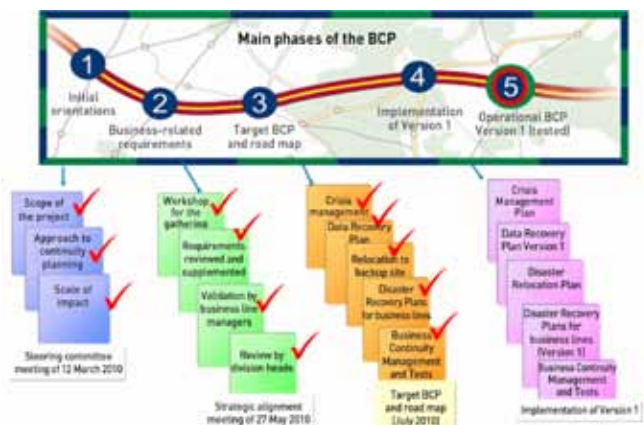 Main phases of the BCP
1
2
3
4
5
Initial
orientations
Business-related
requirements
Target BCP
and road map
Implementation
of Version 1
Operational BCP
Version 1 (tested)
Scope of
the project
Approach to
continuity
planning
Scale of
impact
Steering committee
meeting of 12 March 2010
Workshop
for the
gathering
Requirements
reviewed and
supplemented
Validation by
business line
managers
Review by
division heads
Strategic alignment
meeting of 27 May 2010
Crisis
management
Data Recovery
Plan
Relocation to
backup site
Disaster
Recovery Plans
for business lines
Business
Continuity
Management
and Tests
Target BCP
and road map
(July 2010)
Crisis
Management
Plan
Data Recovery
Plan Version 1
Disaster
Relocation Plan
Disaster Recovery
Plans for
business lines
(Version 1)
Business Continuity
Management and
Tests
Implementation of Version 1